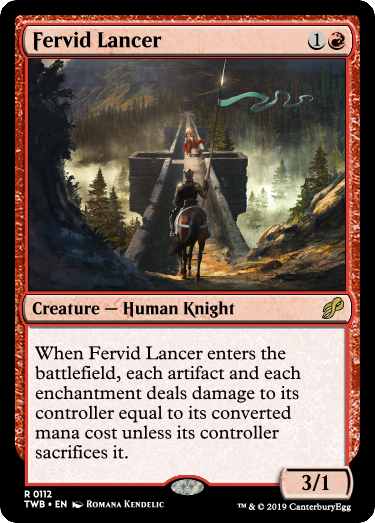 Fervid Lancer 1
Creature — Human Knight
When Fervid Lancer enters the
battlefield, each artifact and each
enchantment deals damage to its
controller equal to its converted
mana cost unless its controller
sacrifices it.
3/1
R 0112
TWB • EN Romana Kendelic
™ & © 2019 CanterburyEgg